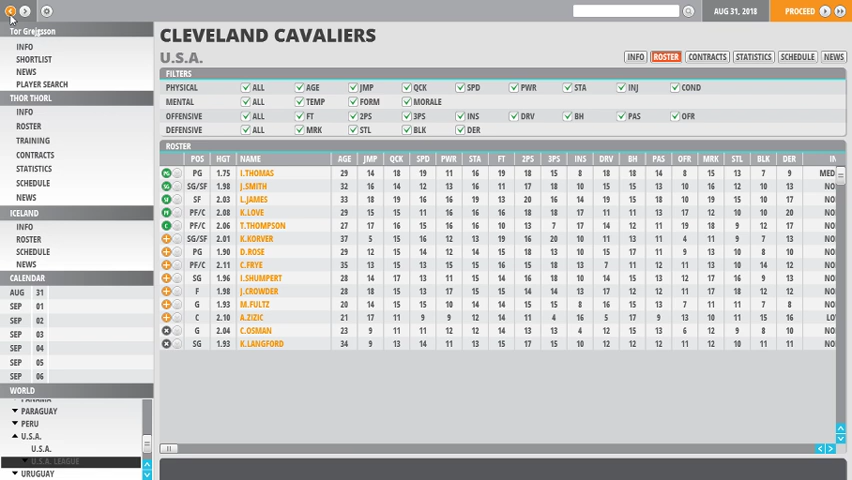 AUG 31, 2018
PROCEED
Tor Grejgsson
INFO
SHORTLIST
NEWS
PLAYER SEARCH
THOR THORL
INFO
ROSTER
TRAINING
CONTRACTS
STATISTICS
SCHEDULE
NEWS
ICELAND
INFO
ROSTER
SCHEDULE
NEWS
CALENDAR
AUG 31
SEP 01
SEP 02
SEP 03
SEP 04
SEP 05
SEP 06
WORLD
PANAMA
PARAGUAY
PERU
U.S.A.
U.S.A.
U.S.A. LEAGUE
URUGUAY
CLEVELAND CAVALIERS
U.S.A.
INFO ROSTER CONTRACTS STATISTICS SCHEDULE NEWS
FILTERS
PHYSICAL ALL AGE JMP QCK SPD PWR STA INJ COND
MENTAL ALL TEMP FORM MORALE
OFFENSIVE ALL FT 2PS 3PS INS DRV BH PAS OFR
DEFENSIVE ALL MRK STL BLK DER
ROSTER
POS HGT NAME AGE JMP QCK SPD PWR STA FT 2PS 3PS INS DRV BH PAS OFR MRK STL BLK DER IN
PG PG 1.75 I.THOMAS 29 14 18 19 11 16 19 18 15 8 18 18 14 8 15 13 7 9 MED
SG SG/SF 1.98 J.SMITH 32 16 14 12 13 16 11 17 18 10 13 13 10 10 16 12 10 13 NO
SF SF 2.03 L.JAMES 33 18 19 16 16 19 13 20 16 14 19 15 18 10 17 15 13 18 NO
PF PF/C 2.08 K.LOVE 29 15 15 11 16 16 18 18 17 17 11 11 13 17 12 10 10 20 NO
C PF/C 2.06 T.THOMPSON 27 17 16 15 16 16 10 13 7 17 14 12 11 19 18 9 12 17 NO
SG/SF 2.01 K.KORVER 37 5 15 16 12 13 19 16 20 8 11 13 11 4 11 9 7 13 NO
PG 1.90 D.ROSE 29 12 15 14 12 14 18 13 10 12 15 17 11 9 13 10 8 10 NO
PF/C 2.11 C.FRYE 35 13 15 13 15 15 16 15 18 13 7 11 12 11 13 10 14 12 NO
SG 1.96 I.SHUMPERT 28 14 17 13 11 15 14 16 18 10 14 15 10 13 12 17 9 16 NO
F 1.98 J.CROWDER 28 18 15 13 17 17 15 16 14 15 13 14 11 9 17 16 9 13 NO
G 1.93 M.FULTZ 20 14 15 10 14 14 15 15 8 16 15 13 7 11 7 7 8 NO
C 2.10 A.ZIZIC 21 17 11 9 9 12 14 11 4 16 5 17 9 13 10 11 15 16 LO
G 2.04 C.OSMAN 23 9 11 11 12 12 14 13 13 4 12 15 13 6 12 9 8 10 NO
SG 1.93 K.LANGFORD 34 9 13 14 13 15 17 15 10 12 12 12 9 12 10 11 11 NO